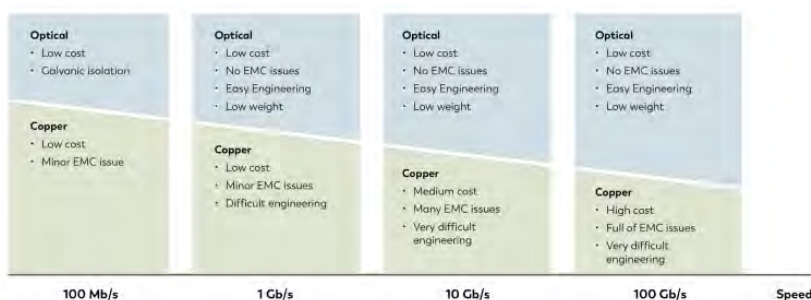 Optical
· Low cost
· Galvanic isolation
Copper
· Low cost
· Minor EMC issue
Optical
· Low cost
· No EMC issues
· Easy Engineering
· Low weight
Copper
· Low cost
· Minor EMC issues
· Difficult engineering
Optical
· Low cost
· No EMC issues
· Easy Engineering
· Low weight
Copper
· Medium cost
· Many EMC issues
· Very difficult
engineering
Optical
· Low cost
· No EMC issues
· Easy Engineering
· Low weight
Copper
· High cost
· Full of EMC issues
· Very difficult
engineering
100 Mb/s
1 Gb/s
10 Gb/s
100 Gb/s
Speed